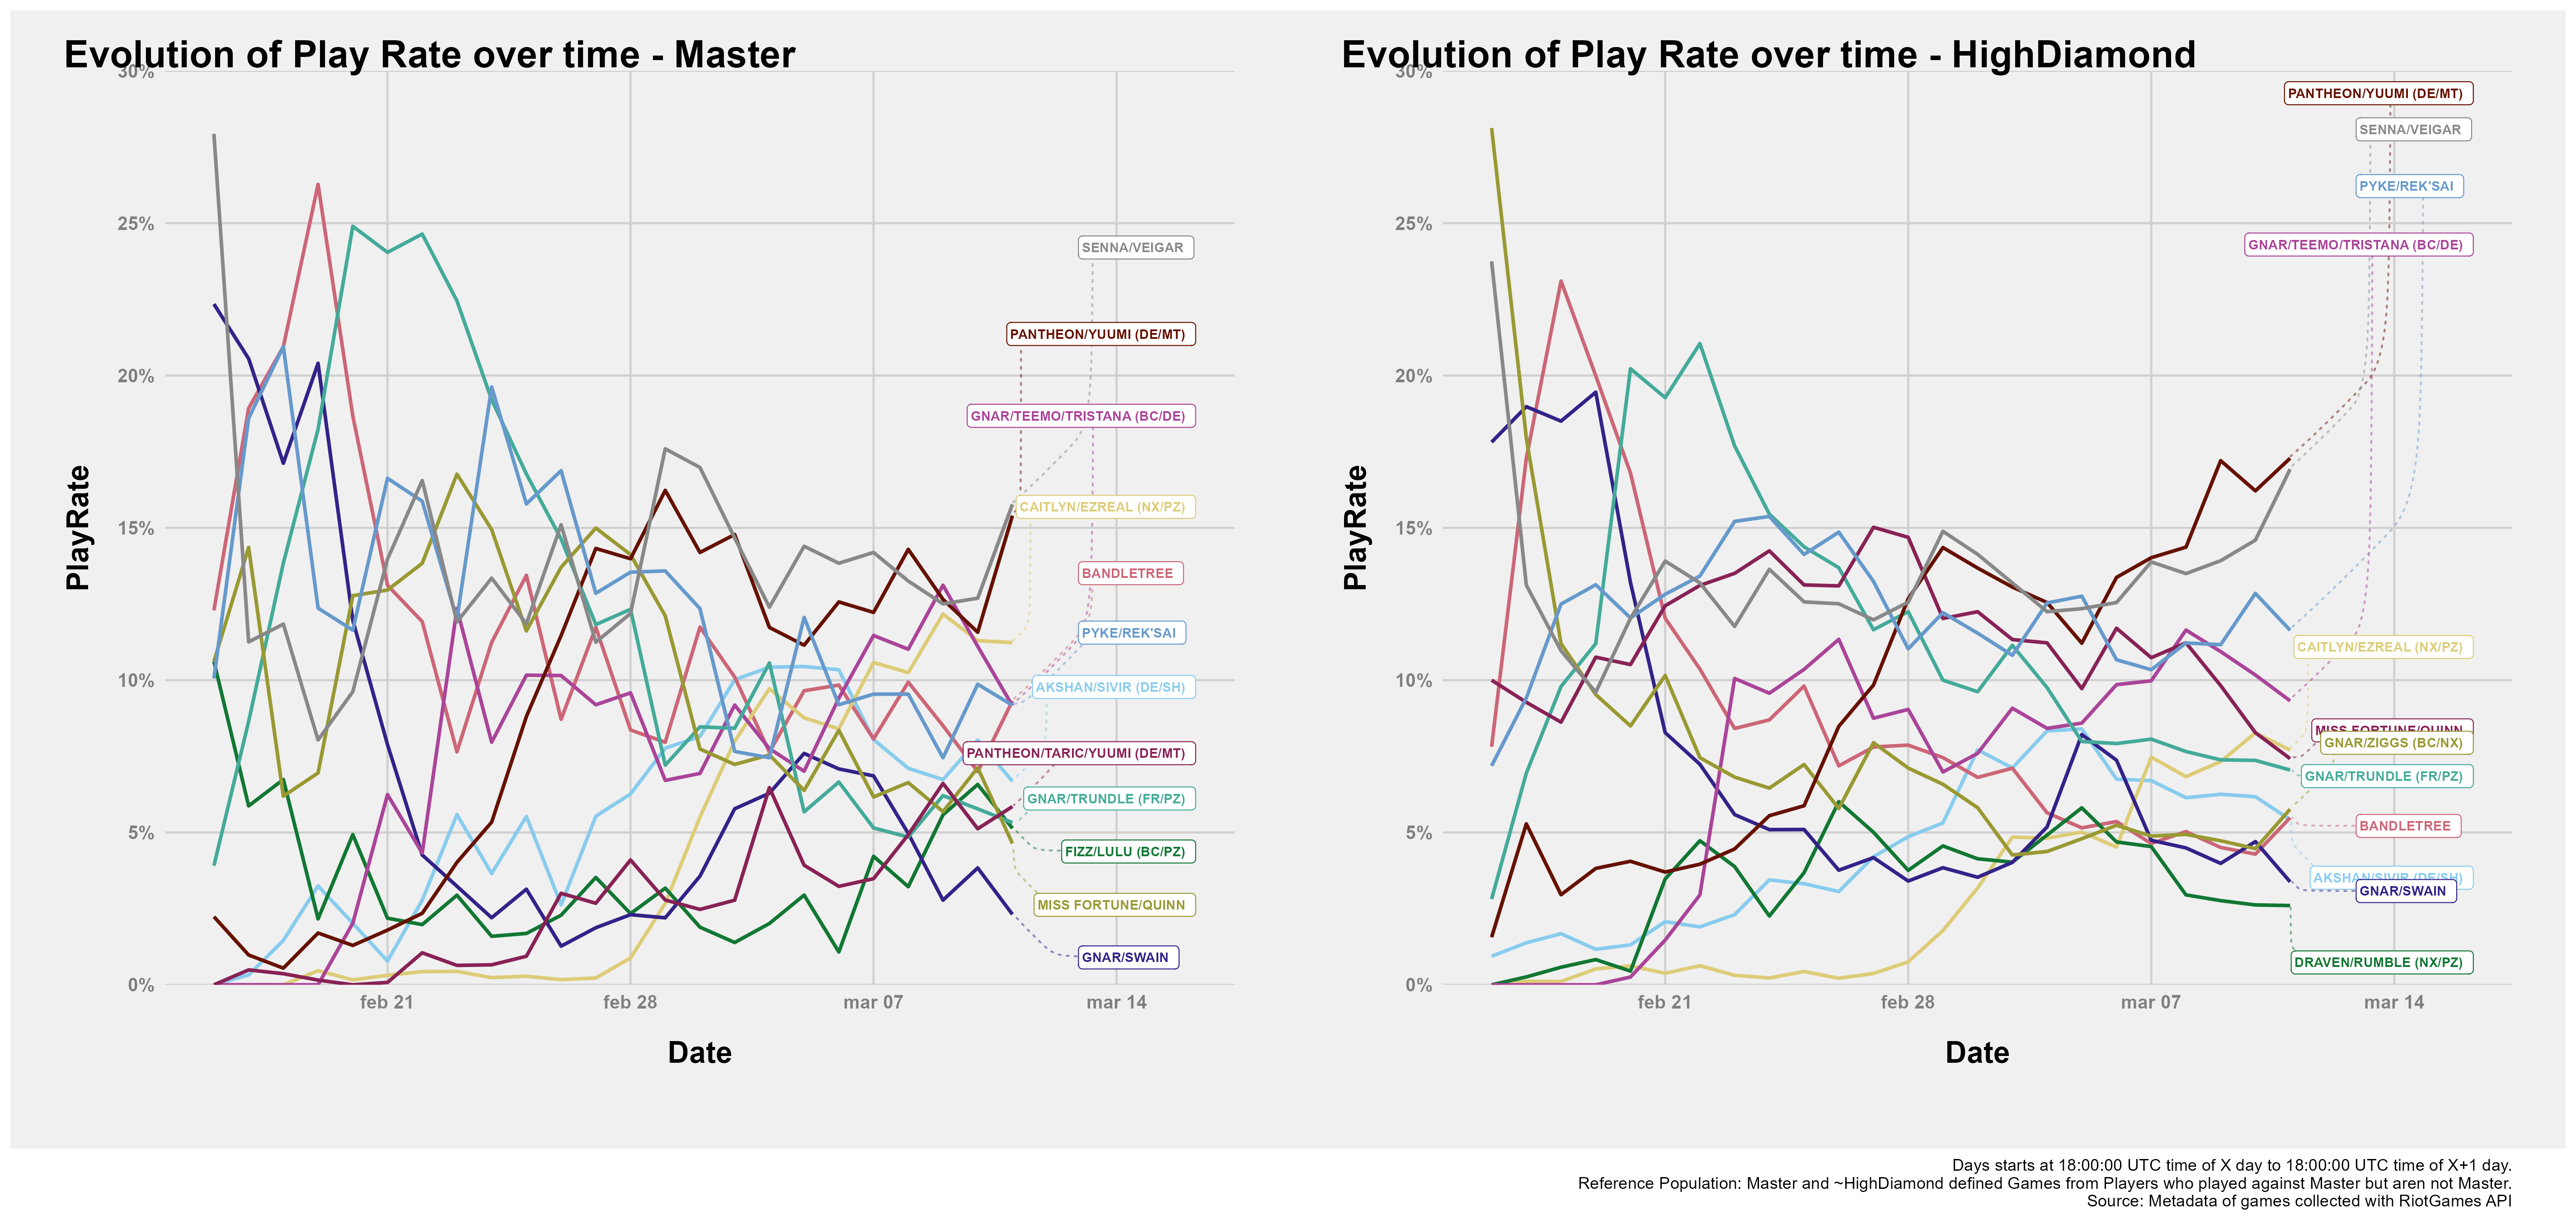 Evolution of Play Rate over time - Master
30%
25%
20%
15%
10%
5%
0%
PlayRate
feb 21
feb 28
mar 07
mar 14
Date
SENNA/VEIGAR
PANTHEON/YUUMI (DE/MT)
GNAR/TEEMO/TRISTANA (BC/DE)
CAITLYN/EZREAL (NX/PZ)
BANDLETREE
PYKE/REK'SAI
AKSHAN/SIVIR (DE/SH)
PANTHEON/TARIC/YUUMI (DE/MT)
GNAR/TRUNDLE (FR/PZ)
FIZZ/LULU (BC/PZ)
MISS FORTUNE/QUINN
GNAR/SWAIN
Evolution of Play Rate over time - HighDiamond
30%
25%
20%
15%
10%
5%
0%
PlayRate
feb 21
feb 28
mar 07
mar 14
Date
PANTHEON/YUUMI (DE/MT)
SENNA/VEIGAR
PYKE/REK'SAI
GNAR/TEEMO/TRISTANA (BC/DE)
CAITLYN/EZREAL (NX/PZ)
MISS FORTUNE/QUINN
GNAR/ZIGGS (BC/NX)
GNAR/TRUNDLE (FR/PZ)
BANDLETREE
AKSHAN/SIVIR (DE/SH)
GNAR/SWAIN
DRAVEN/RUMBLE (NX/PZ)
Days starts at 18:00:00 UTC time of X day to 18:00:00 UTC time of X+1 day.
Reference Population: Master and ~HighDiamond defined Games from Players who played against Master but aren not Master.
Source: Metadata of games collected with RiotGames API